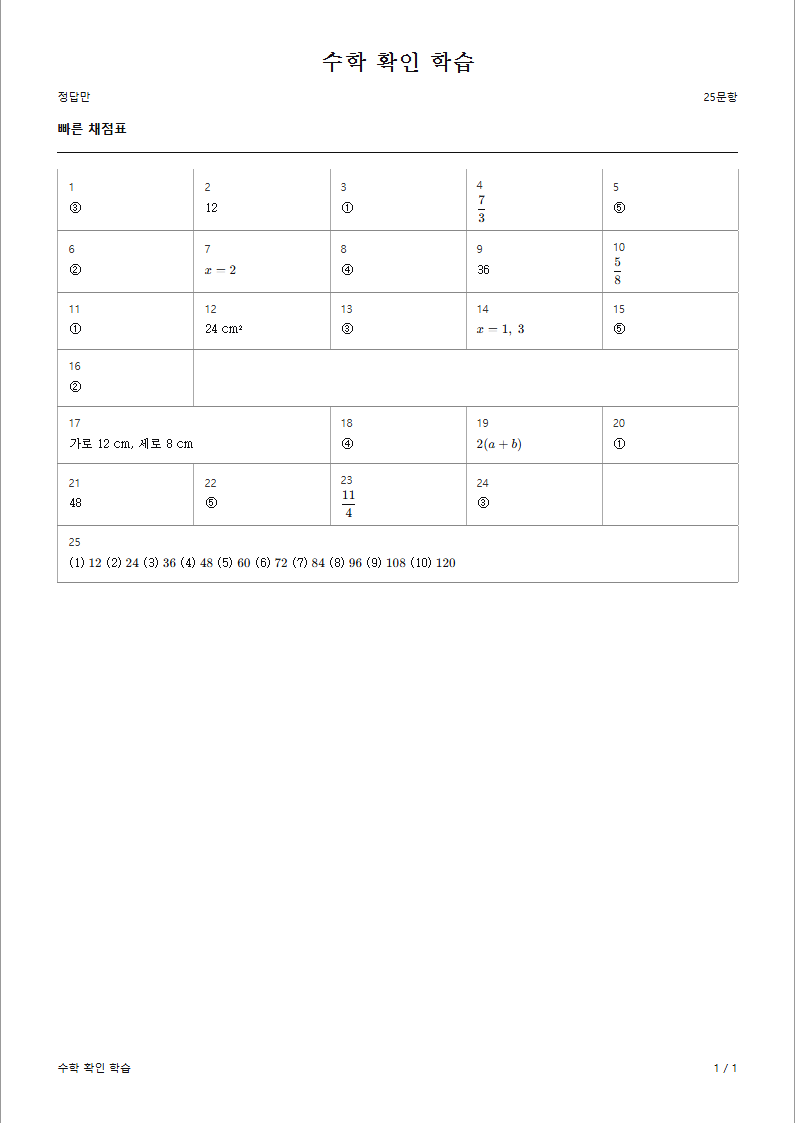 수학 확인 학습
정답만 25문항
빠른 채점표
1 2 3 4 5
③ 12 ① 7/3 ⑤
6 7 8 9 10
② x = 2 ④ 36 5/8
11 12 13 14 15
① 24 cm² ③ x = 1, 3 ⑤
16
②
17 18 19 20
가로 12 cm, 세로 8 cm ④ 2(a + b) ①
21 22 23 24
48 ⑤ 11/4 ③
25
(1) 12 (2) 24 (3) 36 (4) 48 (5) 60 (6) 72 (7) 84 (8) 96 (9) 108 (10) 120
수학 확인 학습 1 / 1